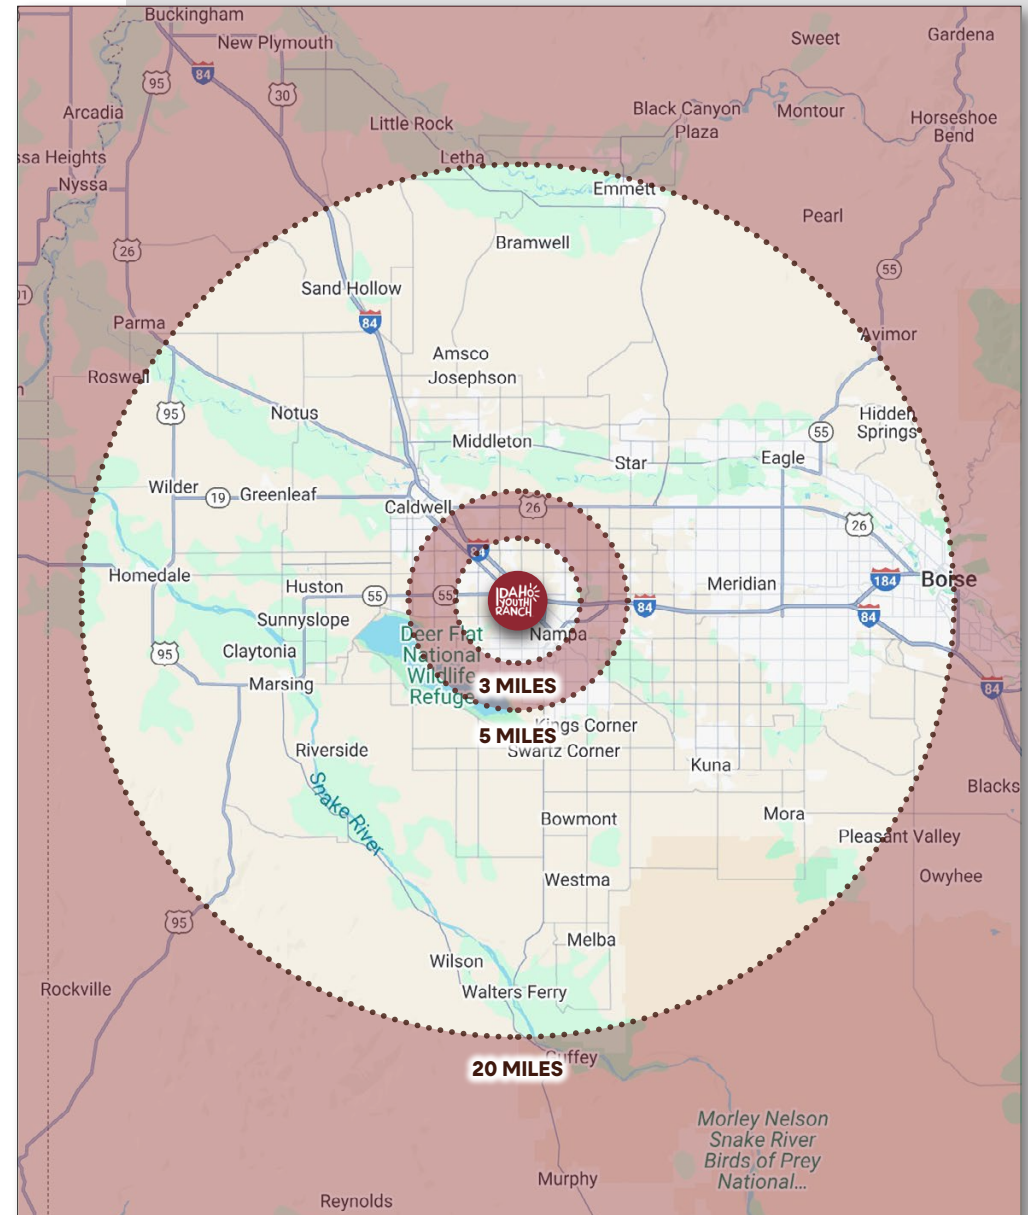 Buckingham
New Plymouth
Sweet
Gardena
84
95
30
Arcadia
Little Rock
Black Canyon
Plaza
Montour
Horseshoe
Bend
ssa Heights
Letha
Nyssa
Emmett
Pearl
26
Bramwell
55
Sand Hollow
84
Parma
Avimor
Amsco
Roswell
Josephson
95
Notus
Hidden
Springs
55
Middleton
Star
Eagle
Wilder
19
Greenleaf
Caldwell
26
26
84
Homedale
Huston
55
55
IDAHO
YOUTH
RANCH
84
Meridian
184
Boise
84
Sunnyslope
Deer Flat
National
Wildlife
Refuge
Nampa
95
Claytonia
Marsing
3 MILES
84
Kings Corner
5 MILES
Swartz Corner
Riverside
Kuna
Snake River
Blacks
Bowmont
Mora
Pleasant Valley
Westma
Owyhee
95
Melba
Wilson
Rockville
Walters Ferry
Guffey
20 MILES
Morley Nelson
Snake River
Birds of Prey
National...
Murphy
Reynolds